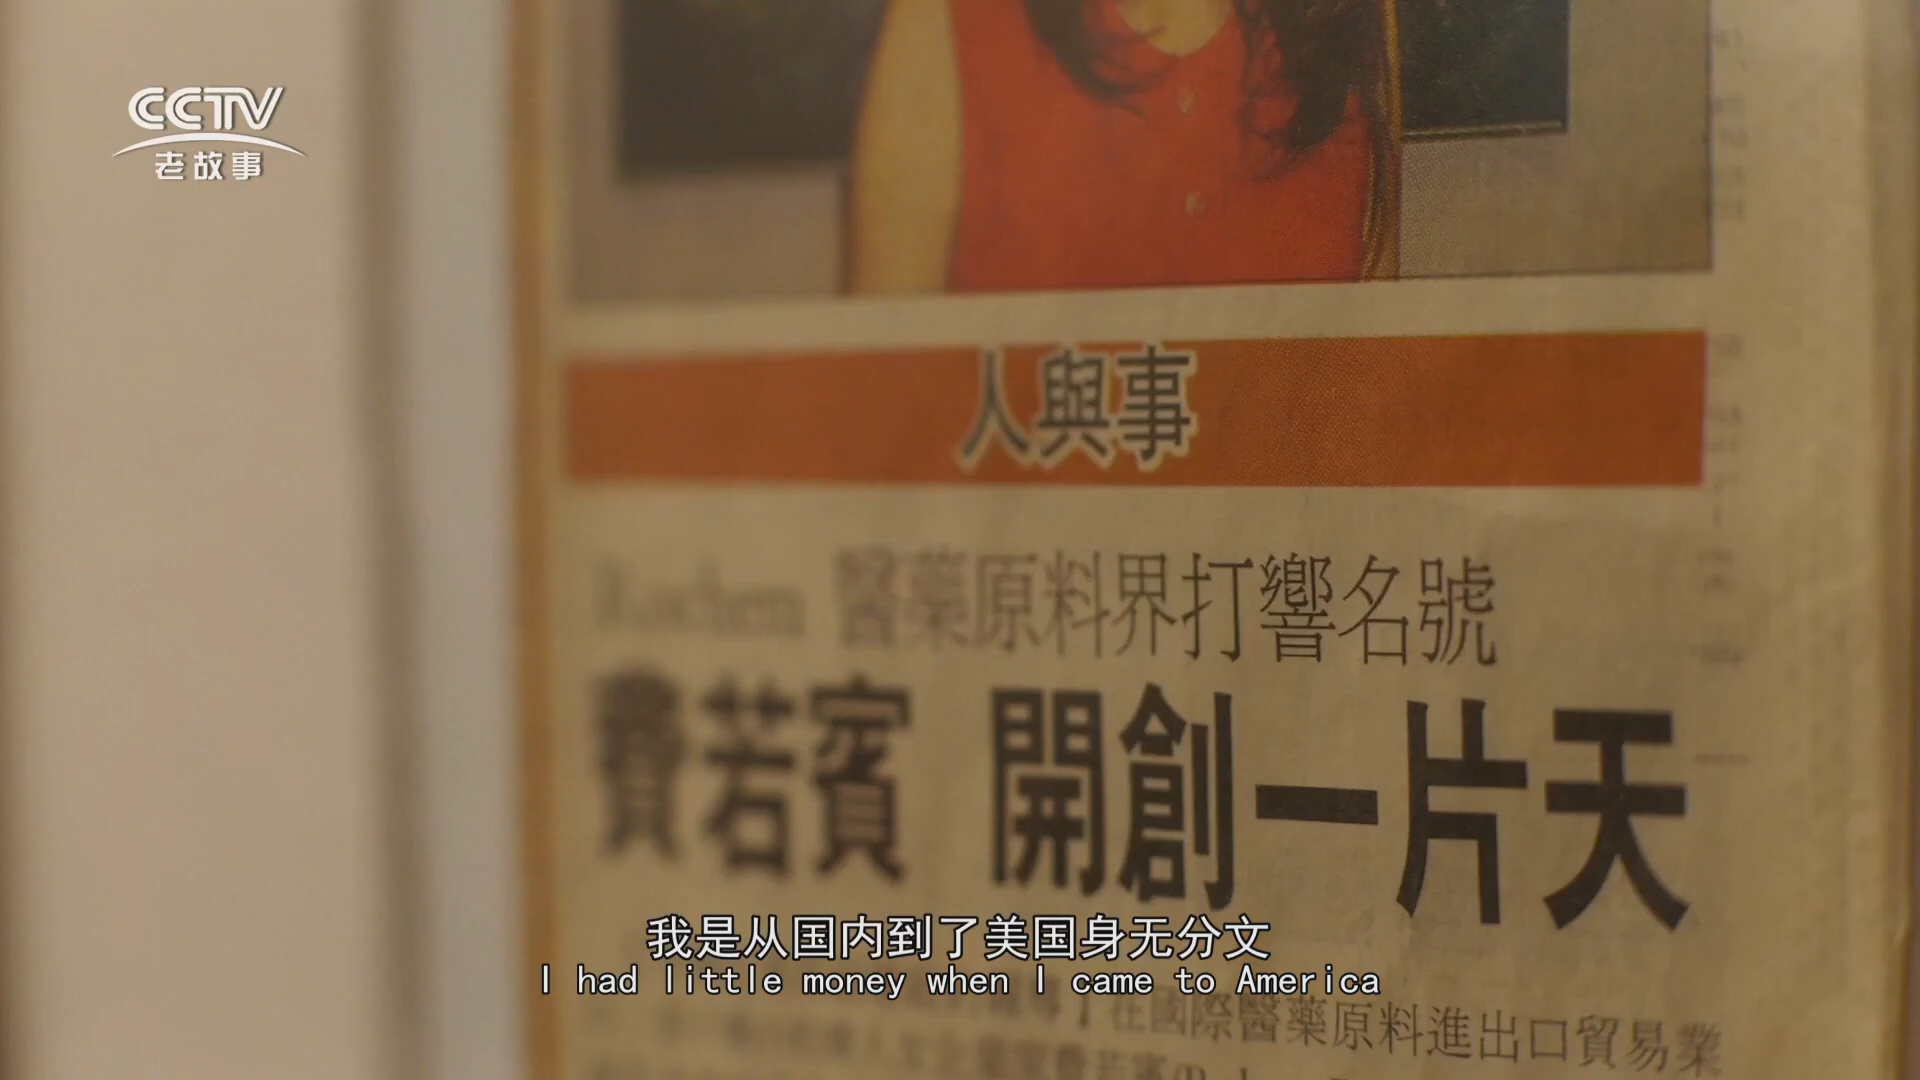 CCTV
老故事
人與事
Rochem 醫藥原料界打響名號
費若賓 開創一片天
我是从国内到了美国身无分文
I had little money when I came to America
在國際醫藥原料進出口貿易業